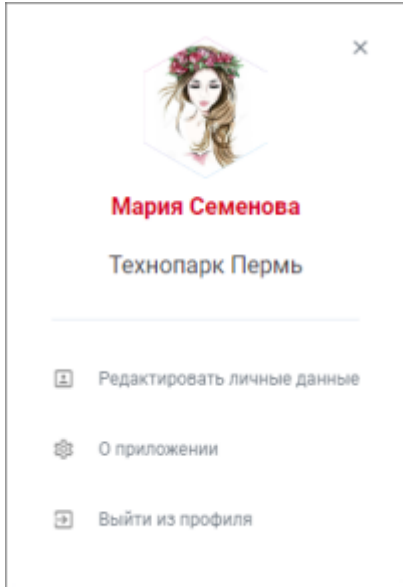 Мария Семенова
Технопарк Пермь
Редактировать личные данные
О приложении
Выйти из профиля